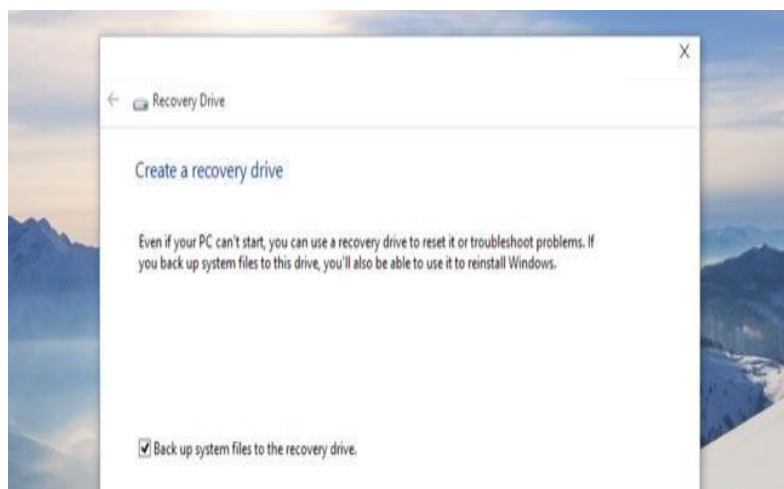 Recovery Drive
Create a recovery drive
Even if your PC can't start, you can use a recovery drive to reset it or troubleshoot problems. If
you back up system files to this drive, you'll also be able to use it to reinstall Windows.
Back up system files to the recovery drive.